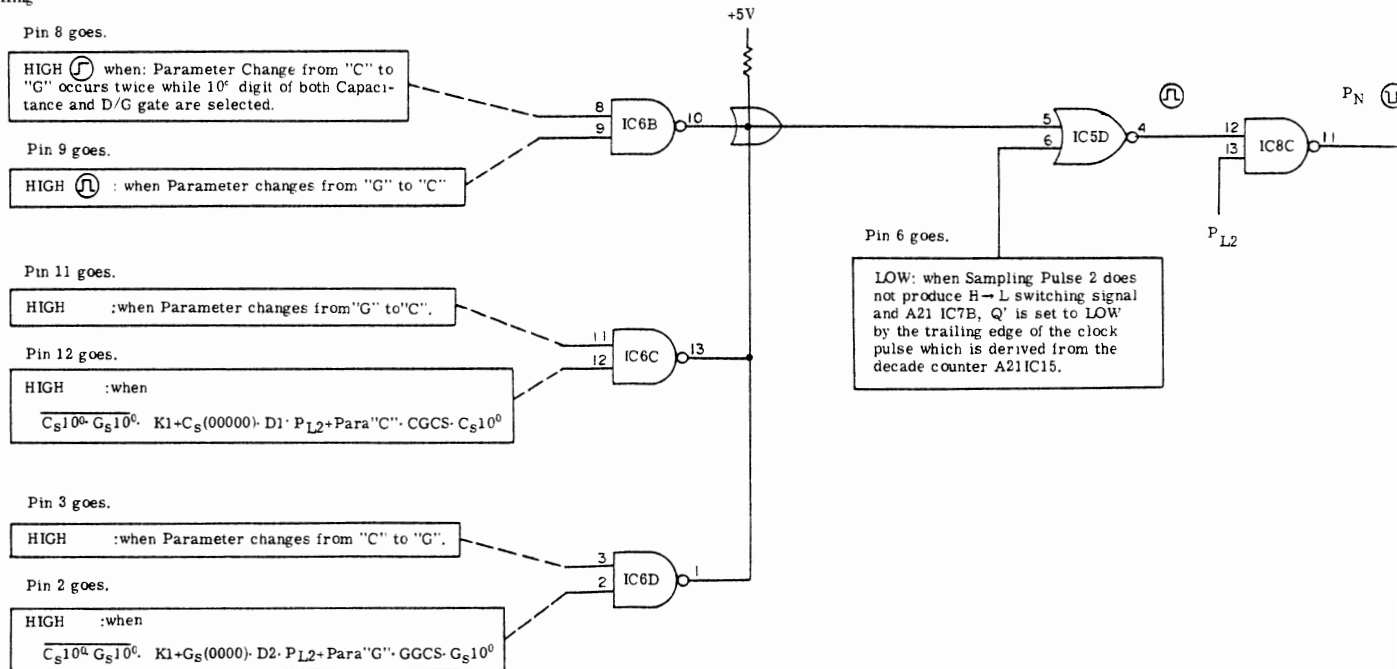 Pin 8 goes.
HIGH when: Parameter Change from "C" to
"G" occurs twice while 10c digit of both Capaci-
tance and D/G gate are selected.
Pin 9 goes.
HIGH : when Parameter changes from "G" to "C"
8
9
IC6B
10
+5V
5
6
IC5D
4
12
13
IC8C
11
PN
PL2
Pin 6 goes.
LOW: when Sampling Pulse 2 does
not produce H→L switching signal
and A21 IC7B, Q' is set to LOW
by the trailing edge of the clock
pulse which is derived from the
decade counter A21IC15.
Pin 11 goes.
HIGH :when Parameter changes from"G" to"C".
Pin 12 goes.
HIGH :when
CS10⁰· GS10⁰· K1+CS(00000)· D1· PL2+Para"C"· CGCS· CS10⁰
11
12
IC6C
13
Pin 3 goes.
HIGH :when Parameter changes from "C" to "G".
Pin 2 goes.
HIGH :when
CS10⁰· GS10⁰· K1+GS(0000)· D2· PL2+Para"G"· GGCS· GS10⁰
3
2
IC6D
1